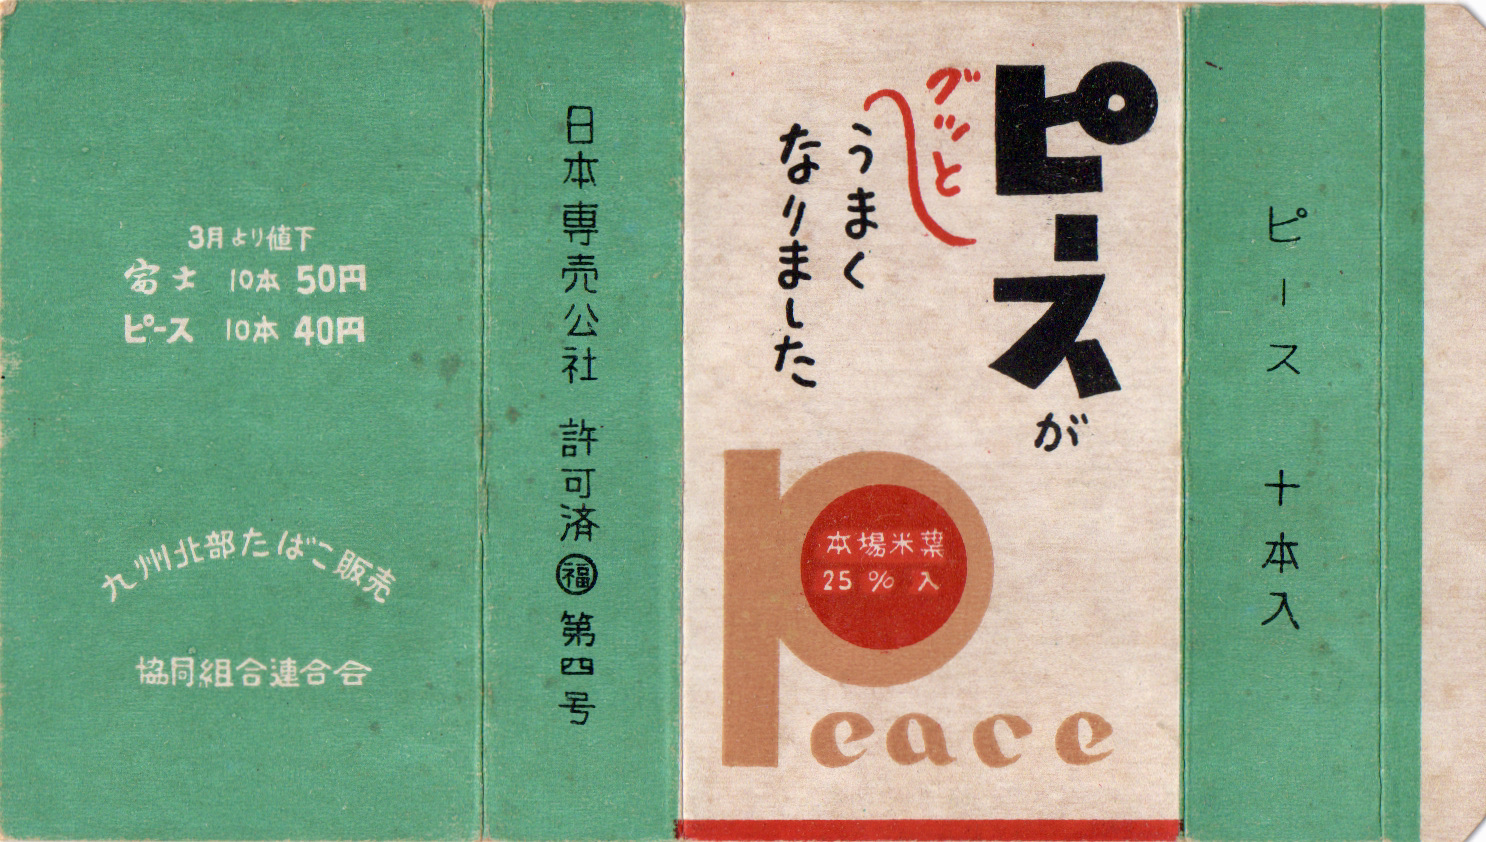 ピースが
グッと
うまく
なりました
本場米葉
25% 入
Peace
ピース 十本入
日本専売公社 許可済 ㊕福 第四号
3月より値下
富士 10本 50円
ピース 10本 40円
九州北部たばこ販売
協同組合連合会